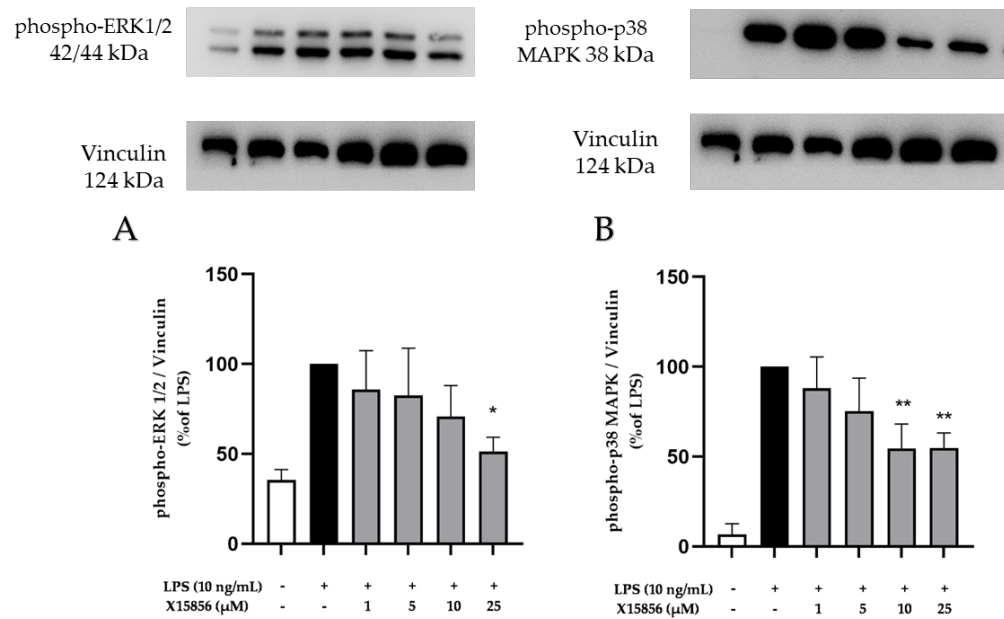 phospho-ERK1/2
42/44 kDa
phospho-p38
MAPK 38 kDa
Vinculin
124 kDa
Vinculin
124 kDa
A
B
phospho-ERK 1/2 / Vinculin
(%of LPS)
150
100
50
0
*
LPS (10 ng/mL) - + + + + +
X15856 (μM) - - 1 5 10 25
phospho-p38 MAPK / Vinculin
(%of LPS)
150
100
50
0
** **
LPS (10 ng/mL) - + + + + +
X15856 (μM) - - 1 5 10 25